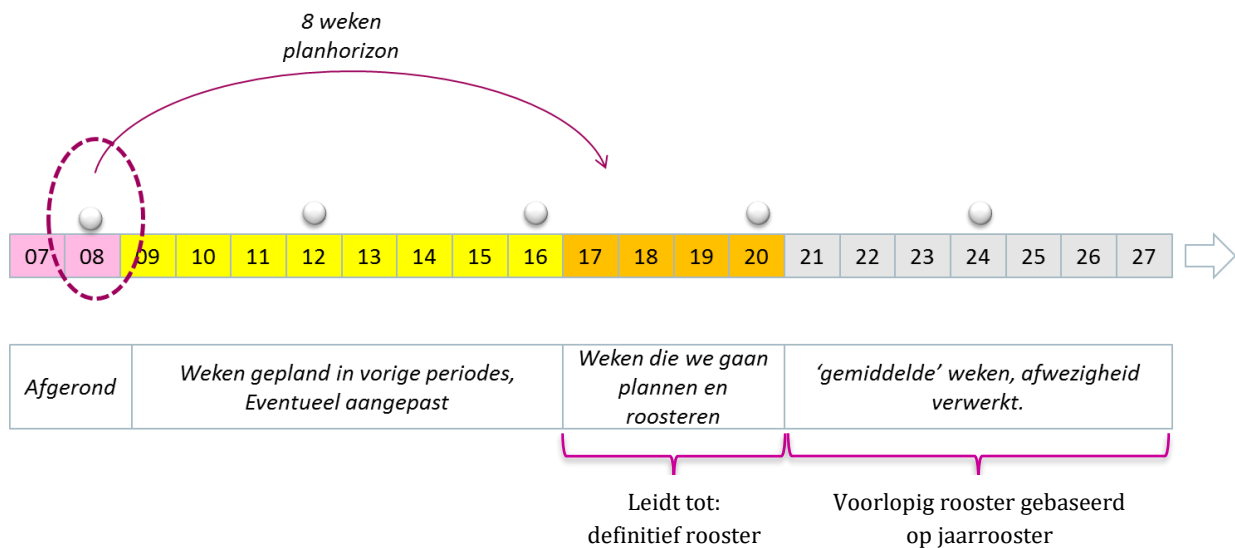 8 weken
planhorizon
07 08 09 10 11 12 13 14 15 16 17 18 19 20 21 22 23 24 25 26 27
Afgerond
Weken gepland in vorige periodes,
Eventueel aangepast
Weken die we gaan
plannen en
roosteren
‘gemiddelde’ weken, afwezigheid
verwerkt.
Leidt tot:
definitief rooster
Voorlopig rooster gebaseerd
op jaarrooster